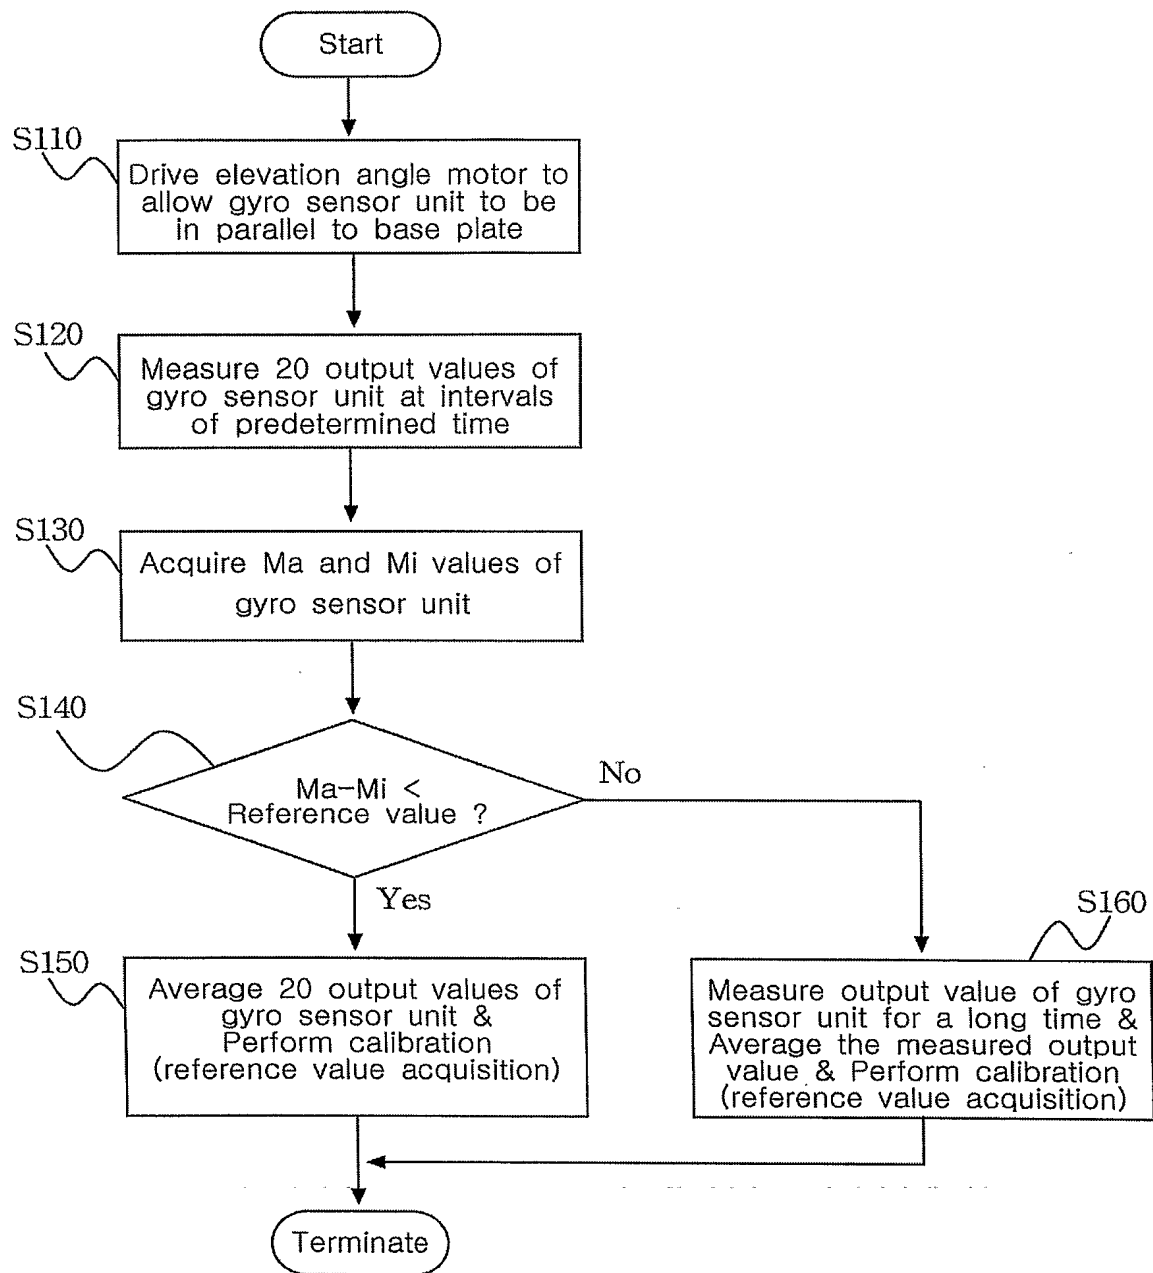 Start
S110
Drive elevation angle motor to
allow gyro sensor unit to be
in parallel to base plate
S120
Measure 20 output values of
gyro sensor unit at intervals
of predetermined time
S130
Acquire Ma and Mi values of
gyro sensor unit
S140
Ma-Mi <
Reference value ?
No
Yes
S150
Average 20 output values of
gyro sensor unit &
Perform calibration
(reference value acquisition)
S160
Measure output value of gyro
sensor unit for a long time &
Average the measured output
value & Perform calibration
(reference value acquisition)
Terminate